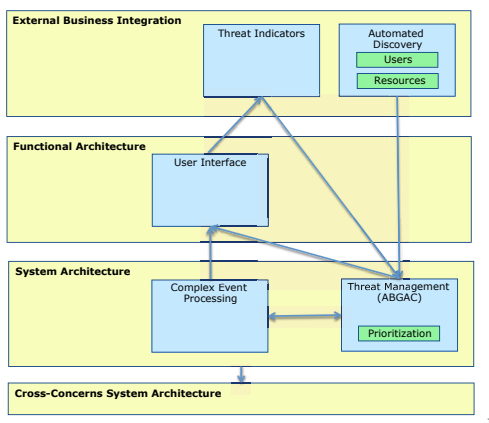 External Business Integration
Threat Indicators
Automated
Discovery
Users
Resources
Functional Architecture
User Interface
System Architecture
Complex Event
Processing
Threat Management
(ABGAC)
Prioritization
Cross-Concerns System Architecture